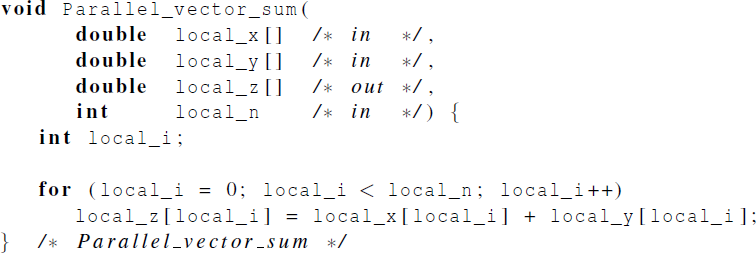 void Parallel_vector_sum(
      double  local_x[]  /* in  */,
      double  local_y[]  /* in  */,
      double  local_z[]  /* out */,
      int     local_n    /* in  */) {
   int local_i;

   for (local_i = 0; local_i < local_n; local_i++)
      local_z[local_i] = local_x[local_i] + local_y[local_i];
}  /* Parallel_vector_sum */